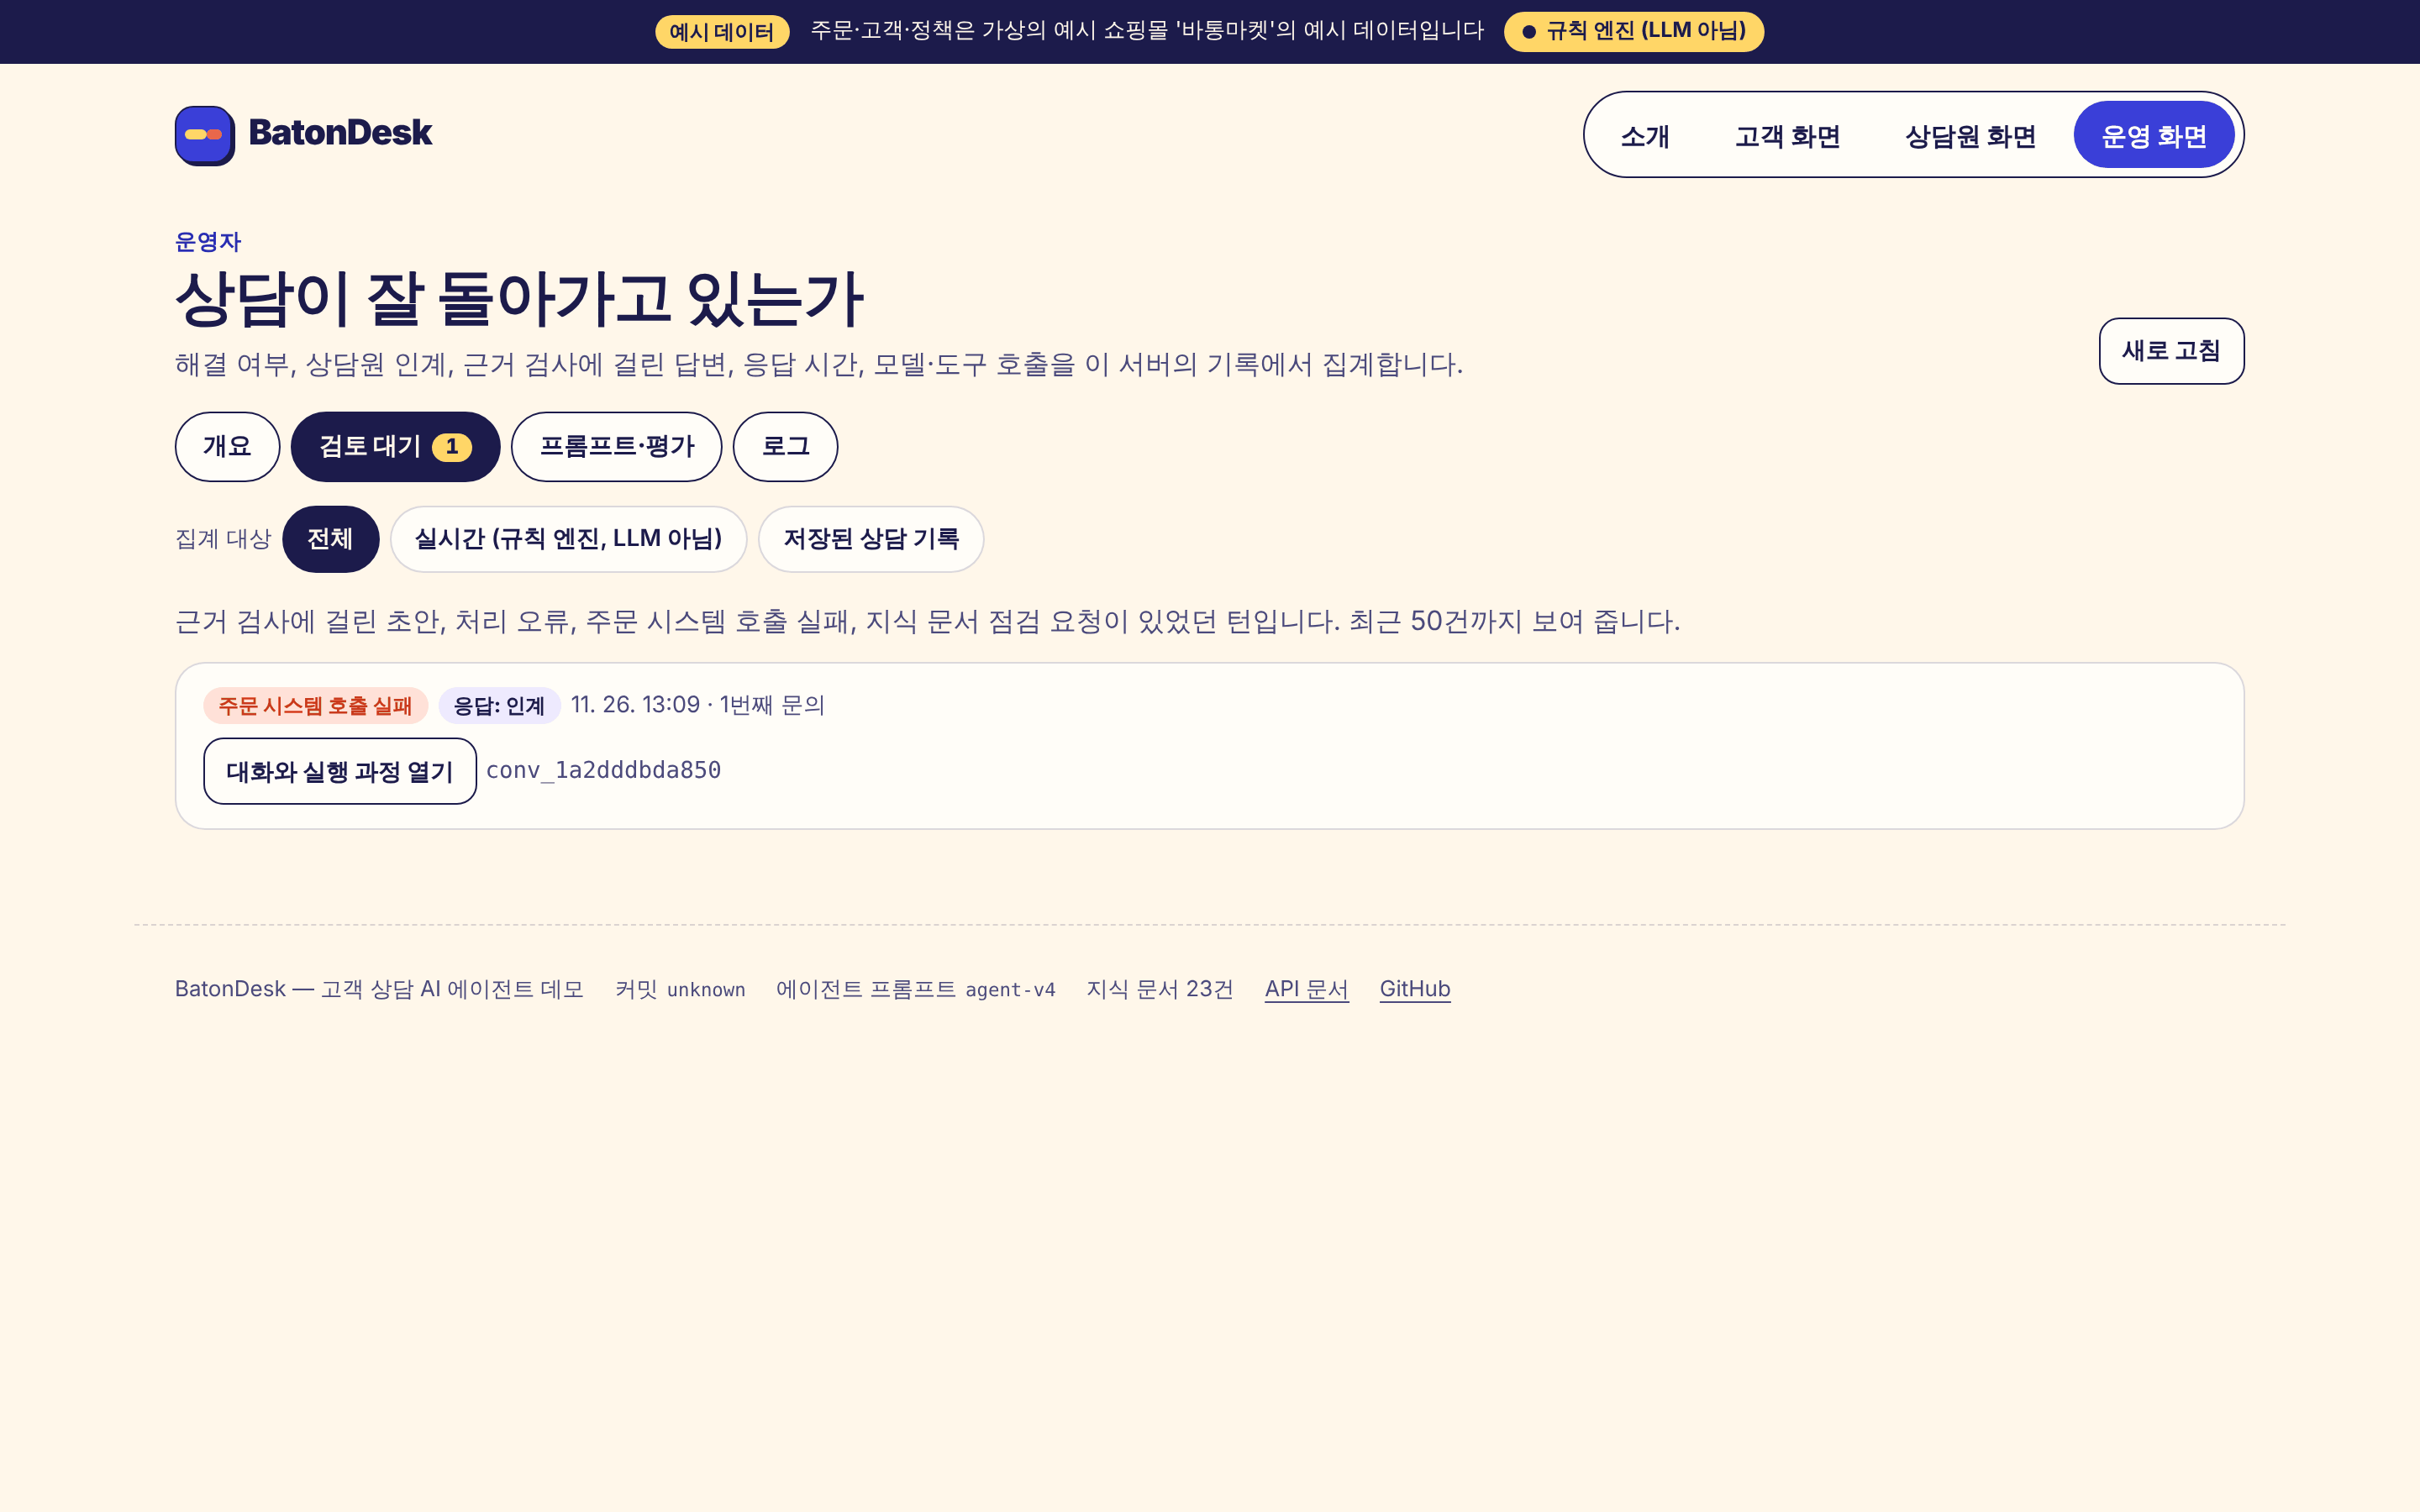 예시 데이터 주문·고객·정책은 가상의 예시 쇼핑몰 '바통마켓'의 예시 데이터입니다 규칙 엔진 (LLM 아님)
BatonDesk 소개 고객 화면 상담원 화면 운영 화면
운영자
상담이 잘 돌아가고 있는가
해결 여부, 상담원 인계, 근거 검사에 걸린 답변, 응답 시간, 모델·도구 호출을 이 서버의 기록에서 집계합니다.
새로 고침
개요 검토 대기 1 프롬프트·평가 로그
집계 대상 전체 실시간 (규칙 엔진, LLM 아님) 저장된 상담 기록
근거 검사에 걸린 초안, 처리 오류, 주문 시스템 호출 실패, 지식 문서 점검 요청이 있었던 턴입니다. 최근 50건까지 보여 줍니다.
주문 시스템 호출 실패 응답: 인계 11. 26. 13:09 · 1번째 문의
대화와 실행 과정 열기 conv_1a2dddbda850
BatonDesk — 고객 상담 AI 에이전트 데모 커밋 unknown 에이전트 프롬프트 agent-v4 지식 문서 23건 API 문서 GitHub